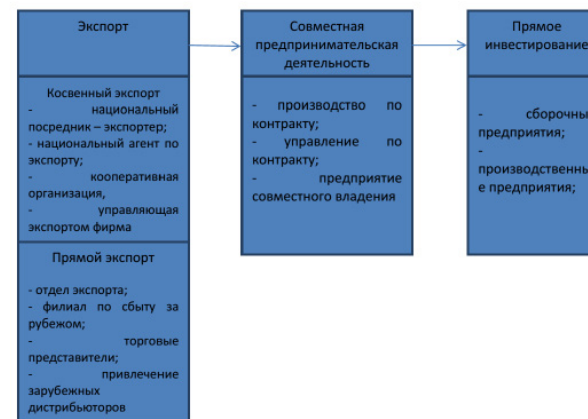 Экспорт
Косвенный экспорт
- национальный
посредник – экспортер;
- национальный агент по
экспорту;
- кооперативная
организация,
- управляющая
экспортом фирма
Прямой экспорт
- отдел экспорта;
- филиал по сбыту за
рубежом;
- торговые
представители;
- привлечение
зарубежных
дистрибьюторов
Совместная
предпринимательская
деятельность
- производство по
контракту;
- управление по
контракту;
- предприятие
совместного владения
Прямое
инвестирование
- сборочны
предприятия;
-
производственны
е предприятия;